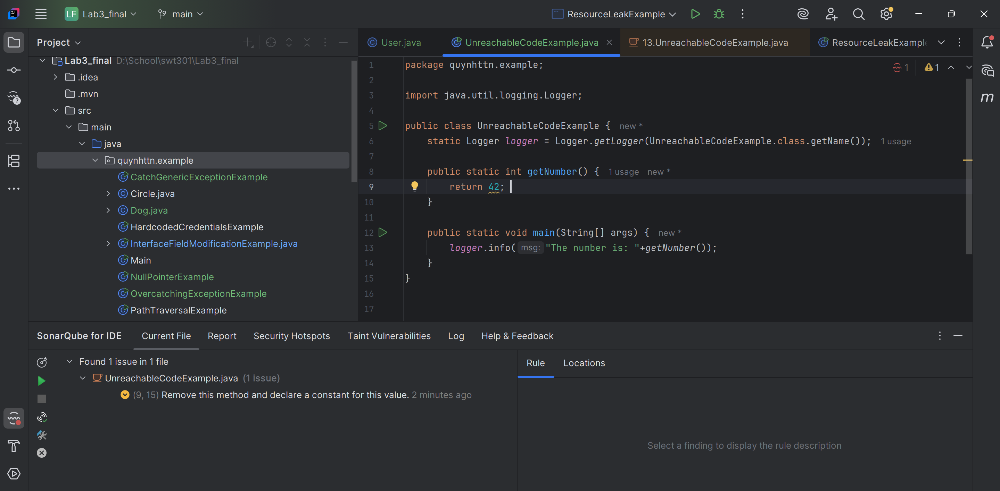 LF Lab3_final main ResourceLeakExample
Project
User.java UnreachableCodeExample.java 13.UnreachableCodeExample.java ResourceLeakExample
Lab3_final D:\School\swt301\Lab3_final
.idea
.mvn
src
main
java
quynhttn.example
CatchGenericExceptionExample
Circle.java
Dog.java
HardcodedCredentialsExample
InterfaceFieldModificationExample.java
Main
NullPointerExample
OvercatchingExceptionExample
PathTraversalExample
1 1
1 package quynhttn.example;
2
3 import java.util.logging.Logger;
4
5 public class UnreachableCodeExample { new *
6 static Logger logger = Logger.getLogger(UnreachableCodeExample.class.getName()); 1 usage
7
8 public static int getNumber() { 1 usage new *
9 return 42;
10 }
11
12 public static void main(String[] args) { new *
13 logger.info( msg: "The number is: "+getNumber());
14 }
15 }
16
17
m
SonarQube for IDE Current File Report Security Hotspots Taint Vulnerabilities Log Help & Feedback
Found 1 issue in 1 file
UnreachableCodeExample.java (1 issue)
(9, 15) Remove this method and declare a constant for this value. 2 minutes ago
Rule Locations
Select a finding to display the rule description